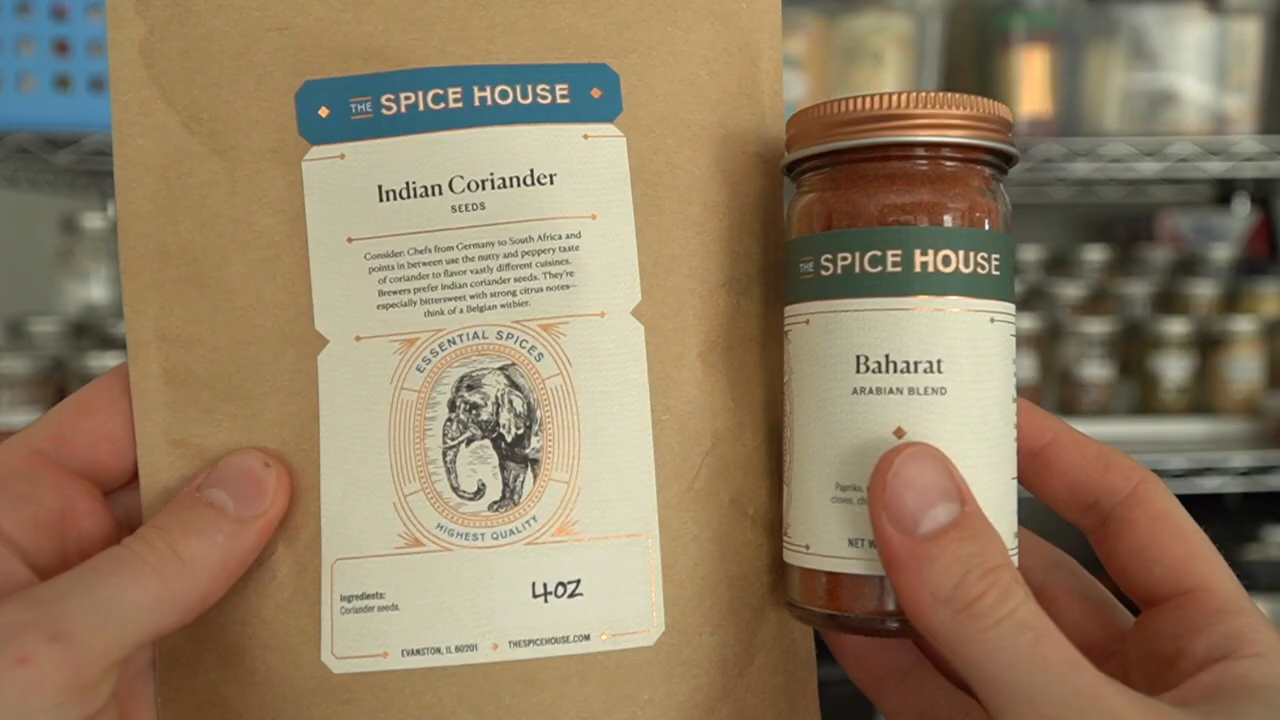 THE SPICE HOUSE
Indian Coriander
SEEDS
Consider: Chefs from Germany to South Africa and
points in between use the nutty and peppery taste
of coriander to flavor vastly different cuisines.
Brewers prefer Indian coriander seeds. They're
especially bittersweet with strong citrus notes—
think of a Belgian witbier.
ESSENTIAL SPICES
HIGHEST QUALITY
Ingredients:
Coriander seeds.
4OZ
EVANSTON, IL 60201
THESPICEHOUSE.COM
THE SPICE HOUSE
Baharat
ARABIAN BLEND
Paprika,
cloves,
NET